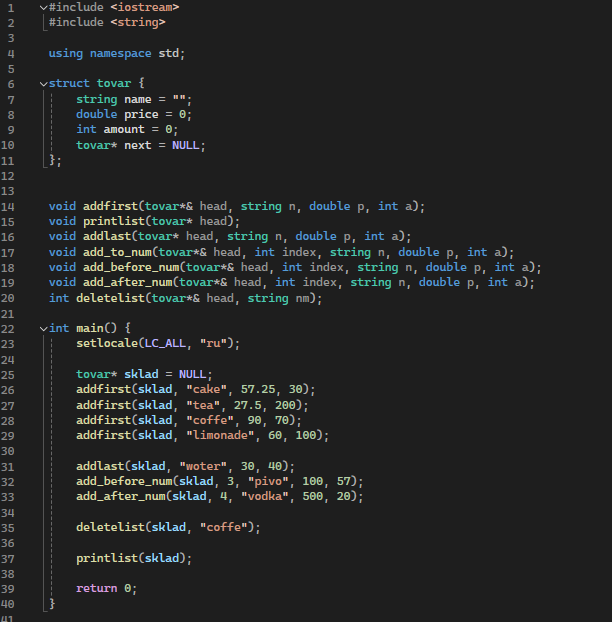 1 #include <iostream>
2 #include <string>
3
4 using namespace std;
5
6 struct tovar {
7 string name = "";
8 double price = 0;
9 int amount = 0;
10 tovar* next = NULL;
11 };
12
13
14 void addfirst(tovar*& head, string n, double p, int a);
15 void printlist(tovar* head);
16 void addlast(tovar* head, string n, double p, int a);
17 void add_to_num(tovar*& head, int index, string n, double p, int a);
18 void add_before_num(tovar*& head, int index, string n, double p, int a);
19 void add_after_num(tovar*& head, int index, string n, double p, int a);
20 int deletelist(tovar*& head, string nm);
21
22 int main() {
23 setlocale(LC_ALL, "ru");
24
25 tovar* sklad = NULL;
26 addfirst(sklad, "cake", 57.25, 30);
27 addfirst(sklad, "tea", 27.5, 200);
28 addfirst(sklad, "coffe", 90, 70);
29 addfirst(sklad, "limonade", 60, 100);
30
31 addlast(sklad, "woter", 30, 40);
32 add_before_num(sklad, 3, "pivo", 100, 57);
33 add_after_num(sklad, 4, "vodka", 500, 20);
34
35 deletelist(sklad, "coffe");
36
37 printlist(sklad);
38
39 return 0;
40 }
41